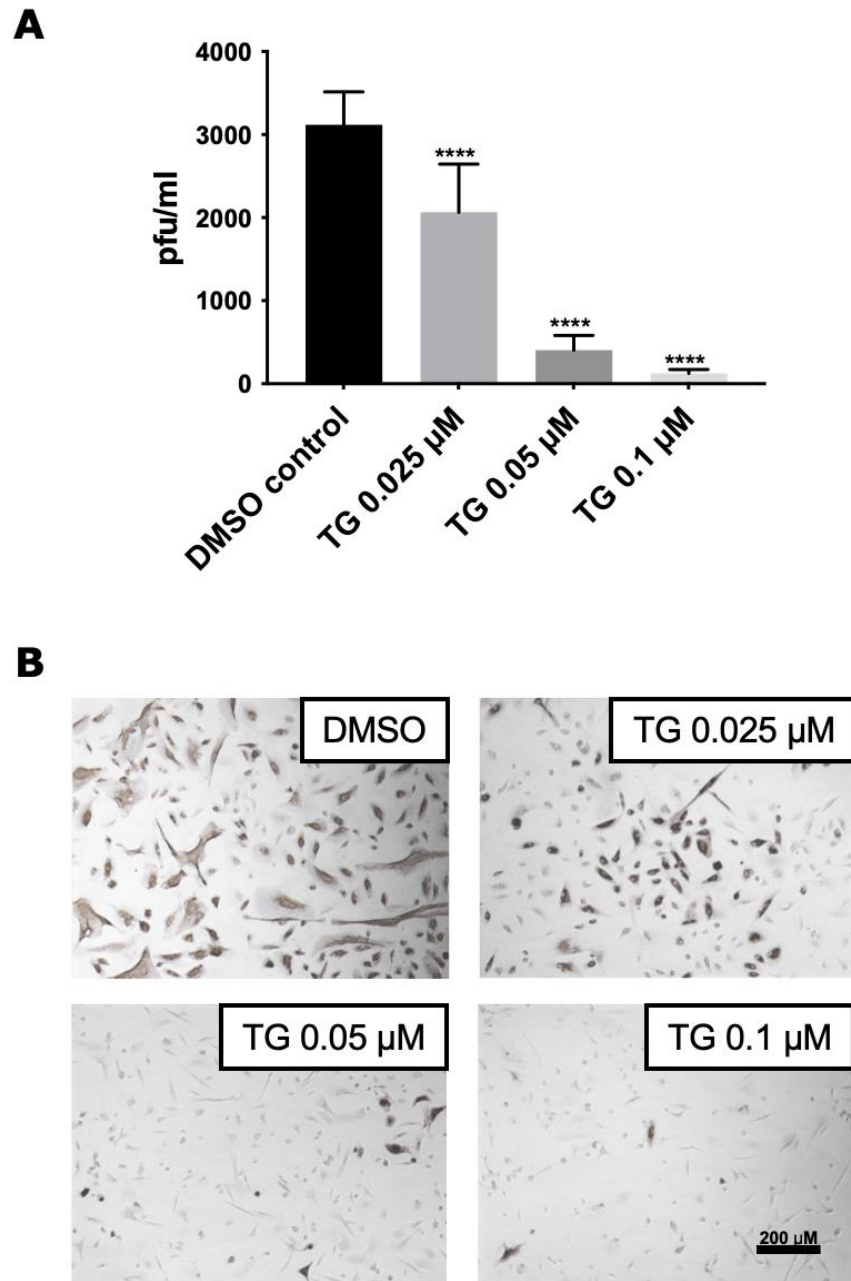 A
4000
3000
2000
1000
0
pfu/ml
****
****
****
DMSO control
TG 0.025 µM
TG 0.05 µM
TG 0.1 µM
B
DMSO
TG 0.025 µM
TG 0.05 µM
TG 0.1 µM
200 µM